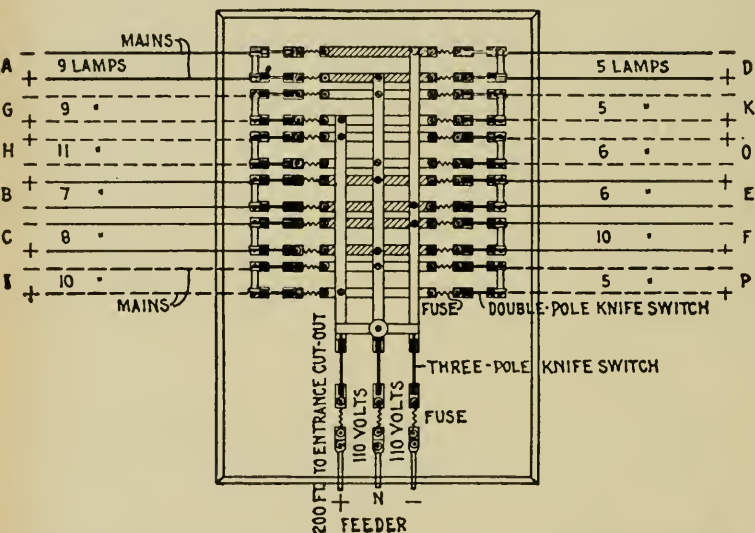 MAINS
A 9 LAMPS 5 LAMPS D
G 9 " 5 " K
H 11 " 6 " O
B 7 " 6 " E
C 8 " 10 " F
10 " 5 " P
MAINS FUSE DOUBLE-POLE KNIFE SWITCH
THREE-POLE KNIFE SWITCH
FUSE
200 FT. TO ENTRANCE CUT-OUT
110 VOLTS
110 VOLTS
+ N −
FEEDER